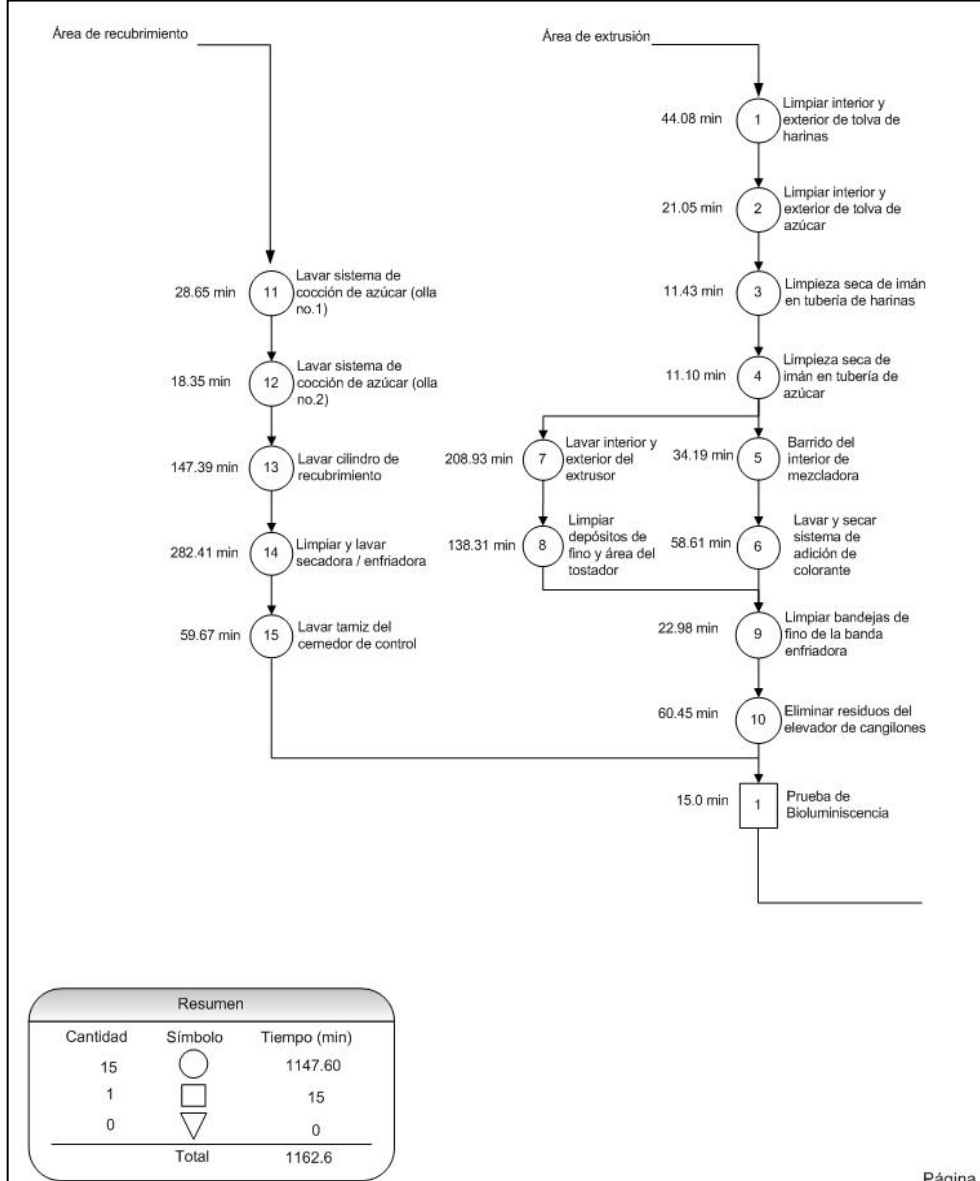 Área de recubrimiento
Área de extrusión
44.08 min
1
Limpiar interior y
exterior de tolva de
harinas
21.05 min
2
Limpiar interior y
exterior de tolva de
azúcar
28.65 min
11
Lavar sistema de
cocción de azúcar (olla
no.1)
11.43 min
3
Limpieza seca de imán
en tubería de harinas
18.35 min
12
Lavar sistema de
cocción de azúcar (olla
no.2)
11.10 min
4
Limpieza seca de
imán en tubería de
azúcar
147.39 min
13
Lavar cilindro de
recubrimiento
208.93 min
7
Lavar interior y
exterior del
extrusor
34.19 min
5
Barrido del
interior de
mezcladora
282.41 min
14
Limpiar y lavar
secadora / enfriadora
138.31 min
8
Limpiar
depósitos de
fino y área del
tostador
58.61 min
6
Lavar y secar
sistema de
adición de
colorante
59.67 min
15
Lavar tamiz del
cernedor de control
22.98 min
9
Limpiar bandejas de
fino de la banda
enfriadora
60.45 min
10
Eliminar residuos del
elevador de cangilones
15.0 min
1
Prueba de
Bioluminiscencia
Resumen
Cantidad Símbolo Tiempo (min)
15 1147.60
1 15
0 0
Total 1162.6
Página